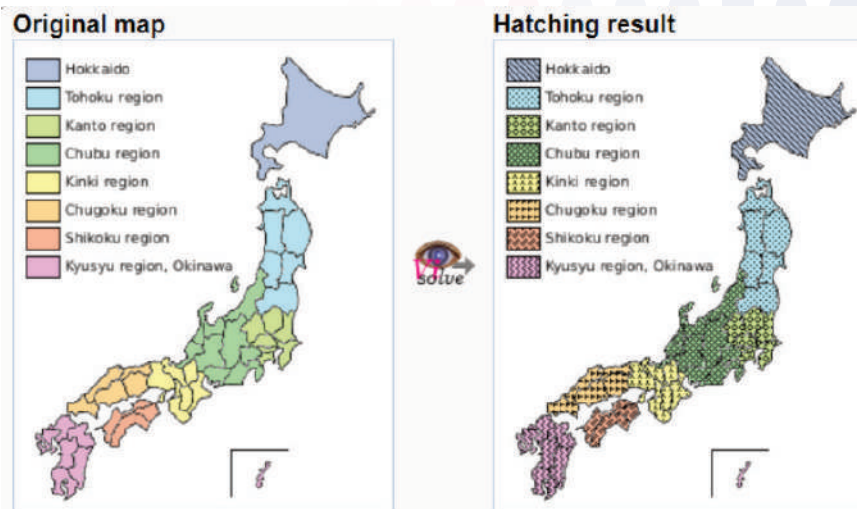 Original map
Hokkaido
Tohoku region
Kanto region
Chubu region
Kinki region
Chugoku region
Shikoku region
Kyusyu region, Okinawa
solve
Hatching result
Hokkaido
Tohoku region
Kanto region
Chubu region
Kinki region
Chugoku region
Shikoku region
Kyusyu region, Okinawa